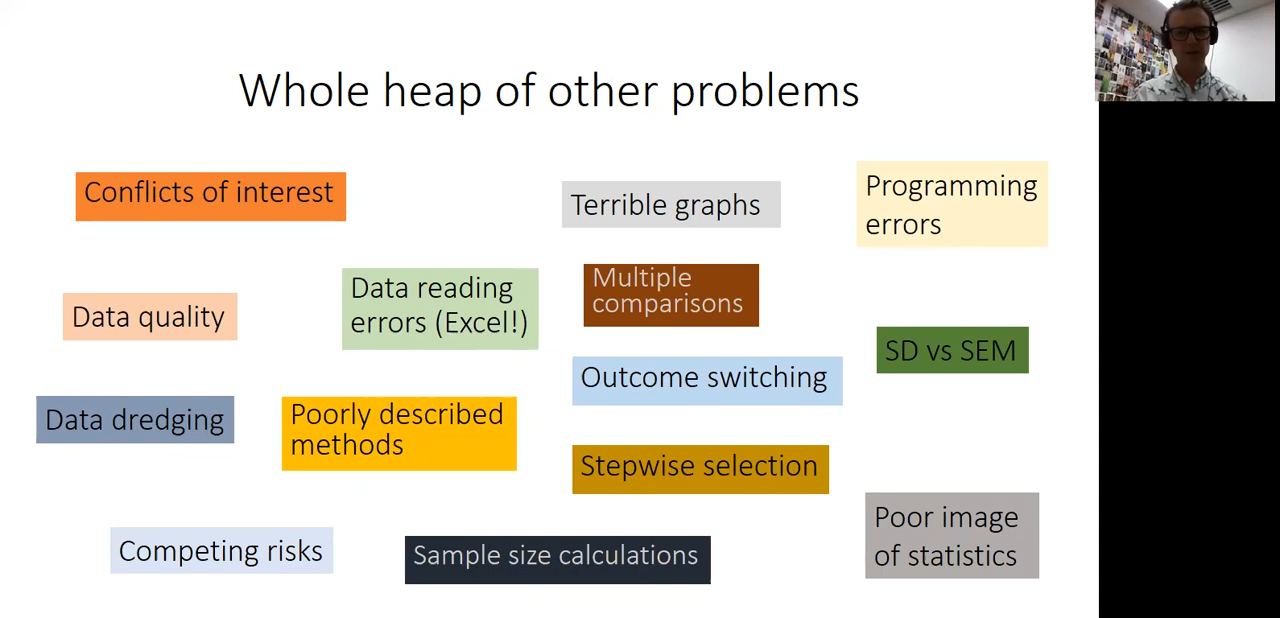 Whole heap of other problems
Conflicts of interest
Terrible graphs
Programming
errors
Data quality
Data reading
errors (Excel!)
Multiple
comparisons
SD vs SEM
Outcome switching
Data dredging
Poorly described
methods
Stepwise selection
Poor image
of statistics
Competing risks
Sample size calculations